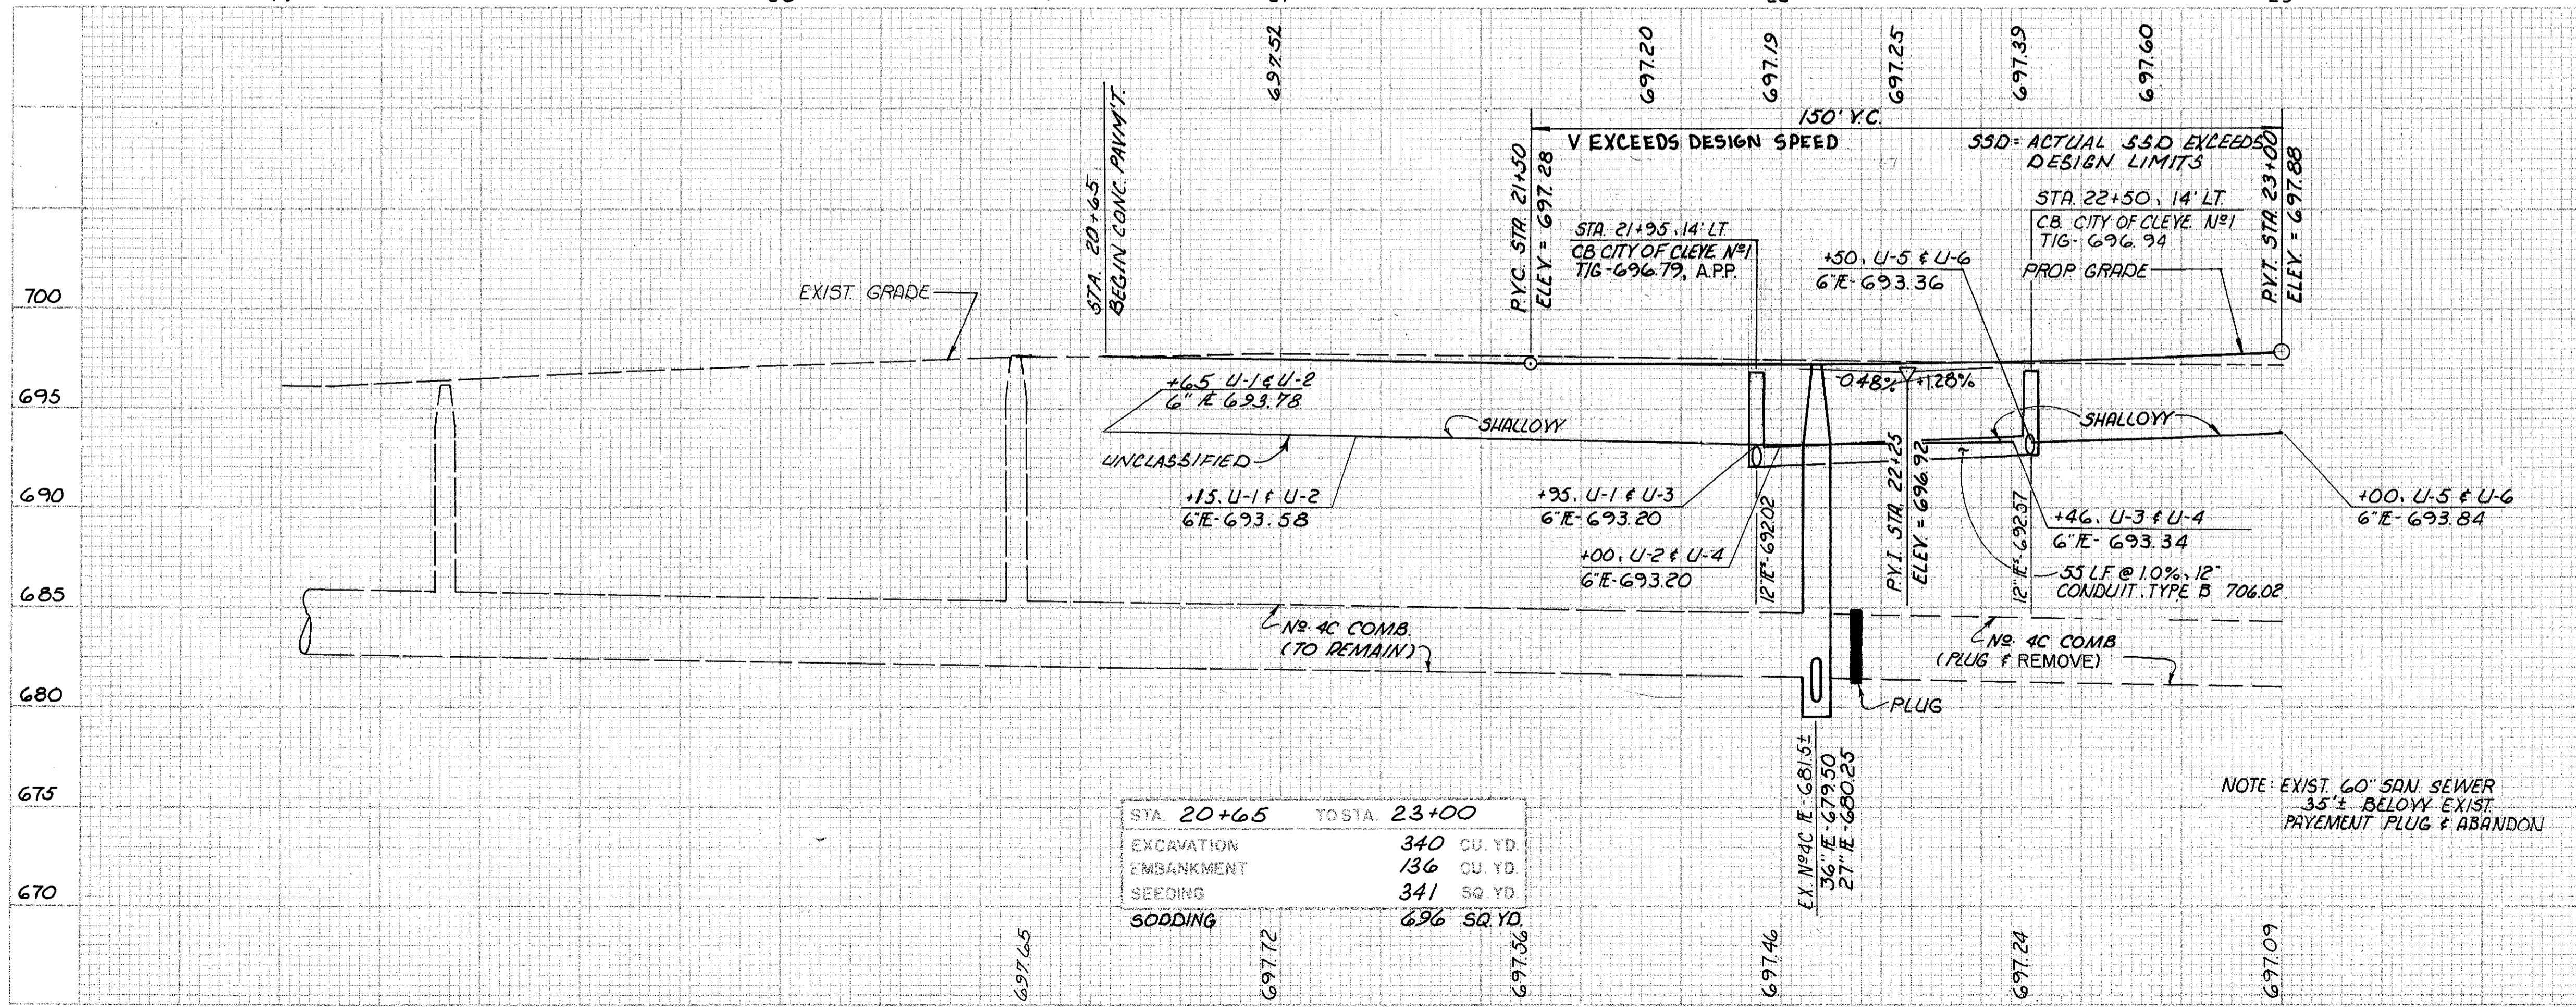 697.52
697.20
697.19
697.25
697.39
697.60
STA. 20+65
BEGIN CONC. PAVM'T.
150' V.C.
V EXCEEDS DESIGN SPEED
SSD= ACTUAL SSD EXCEEDS
DESIGN LIMITS
P.V.C. STA. 21+50
ELEV. = 697.28
P.V.T. STA. 23+00
ELEV. = 697.88
STA. 21+95, 14' LT.
CB CITY OF CLEVE Nº1
T/G-696.79, A.P.P.
+50, U-5 & U-6
6"IE-693.36
STA. 22+50, 14' LT.
C.B. CITY OF CLEVE. Nº1
T/G- 696.94
PROP GRADE
700
EXIST. GRADE
695
+65 U-1 & U-2
6" IE 693.78
SHALLOW
-0.48%
+1.28%
SHALLOW
UNCLASSIFIED
690
+15, U-1 & U-2
6"IE-693.58
+95, U-1 & U-3
6"IE-693.20
+00, U-2 & U-4
6"IE-693.20
12"IES-692.02
P.V.I. STA. 22+25
ELEV. = 696.92
12"IES-692.57
+46, U-3 & U-4
6"IE- 693.34
55 L.F. @ 1.0%, 12"
CONDUIT, TYPE B 706.02
+00, U-5 & U-6
6"IE-693.84
685
Nº. 4C COMB.
(TO REMAIN)
Nº. 4C COMB
(PLUG & REMOVE)
680
PLUG
EX. Nº4C IE-681.5±
36" IE-679.50
27" IE-680.25
675
NOTE: EXIST. 60" SAN. SEWER
35'± BELOW EXIST.
PAVEMENT PLUG & ABANDON
STA. 20+65 TO STA. 23+00
EXCAVATION 340 CU. YD.
EMBANKMENT 136 CU. YD.
SEEDING 341 SQ. YD.
SODDING 696 SQ. YD.
670
697.65
697.72
697.56
697.46
697.24
697.09